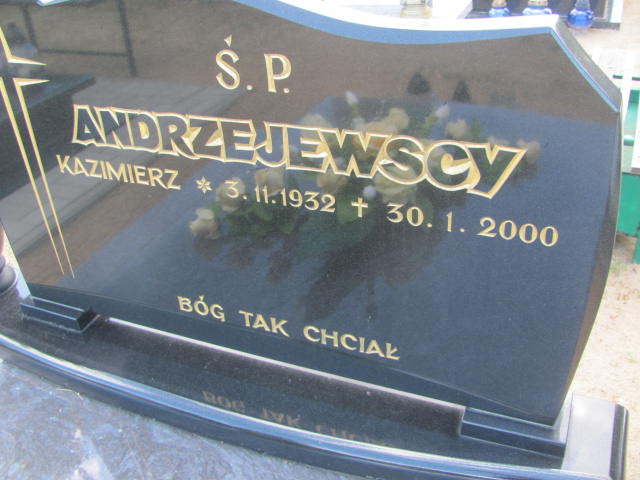 Ś. P.
ANDRZEJEWSCY
KAZIMIERZ * 3.11.1932 ✝ 30.1.2000
BÓG TAK CHCIAŁ